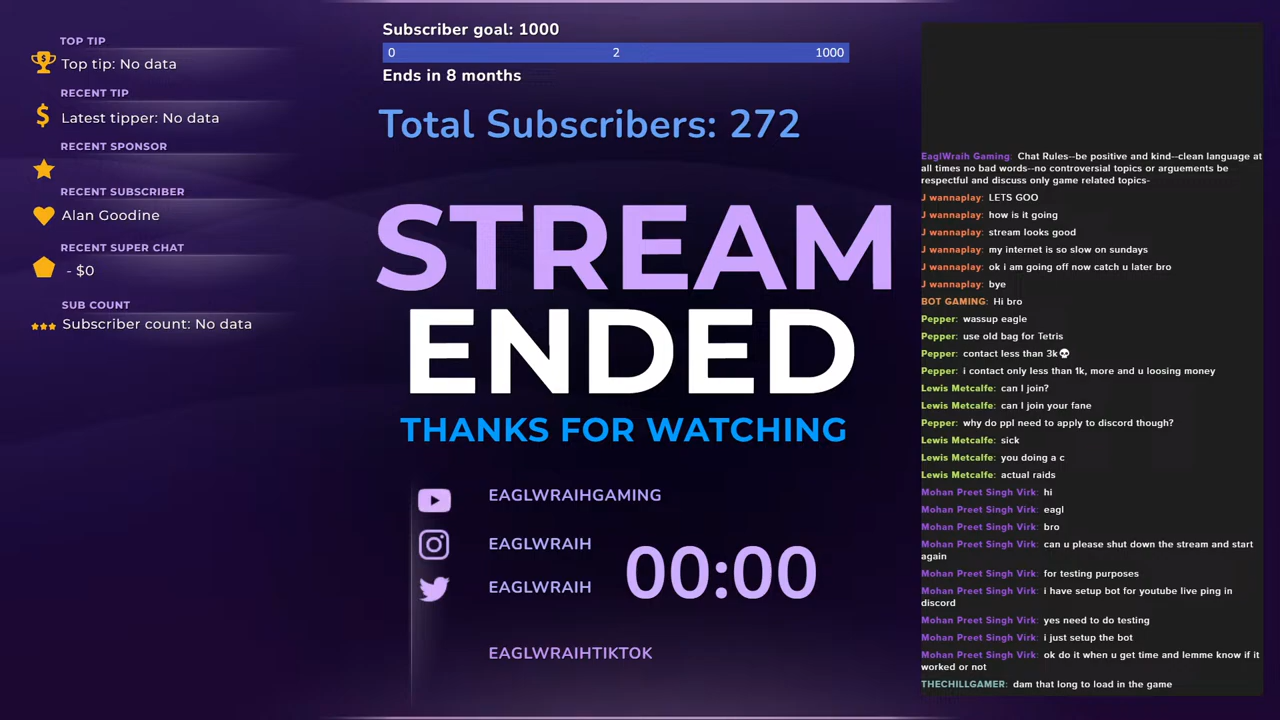 TOP TIP
Top tip: No data
RECENT TIP
Latest tipper: No data
RECENT SPONSOR
RECENT SUBSCRIBER
Alan Goodine
RECENT SUPER CHAT
- $0
SUB COUNT
Subscriber count: No data
Subscriber goal: 1000
0 2 1000
Ends in 8 months
Total Subscribers: 272
STREAM
ENDED
THANKS FOR WATCHING
EAGLWRAIHGAMING
EAGLWRAIH
EAGLWRAIH
00:00
EAGLWRAIHTIKTOK
EaglWraih Gaming: Chat Rules--be positive and kind--clean language at
all times no bad words--no controversial topics or arguements be
respectful and discuss only game related topics-
J wannaplay: LETS GOO
J wannaplay: how is it going
J wannaplay: stream looks good
J wannaplay: my internet is so slow on sundays
J wannaplay: ok i am going off now catch u later bro
J wannaplay: bye
BOT GAMING: Hi bro
Pepper: wassup eagle
Pepper: use old bag for Tetris
Pepper: contact less than 3k💀
Pepper: i contact only less than 1k, more and u loosing money
Lewis Metcalfe: can I join?
Lewis Metcalfe: can I join your fane
Pepper: why do ppl need to apply to discord though?
Lewis Metcalfe: sick
Lewis Metcalfe: you doing a c
Lewis Metcalfe: actual raids
Mohan Preet Singh Virk: hi
Mohan Preet Singh Virk: eagl
Mohan Preet Singh Virk: bro
Mohan Preet Singh Virk: can u please shut down the stream and start
again
Mohan Preet Singh Virk: for testing purposes
Mohan Preet Singh Virk: i have setup bot for youtube live ping in
discord
Mohan Preet Singh Virk: yes need to do testing
Mohan Preet Singh Virk: i just setup the bot
Mohan Preet Singh Virk: ok do it when u get time and lemme know if it
worked or not
THECHILLGAMER: dam that long to load in the game